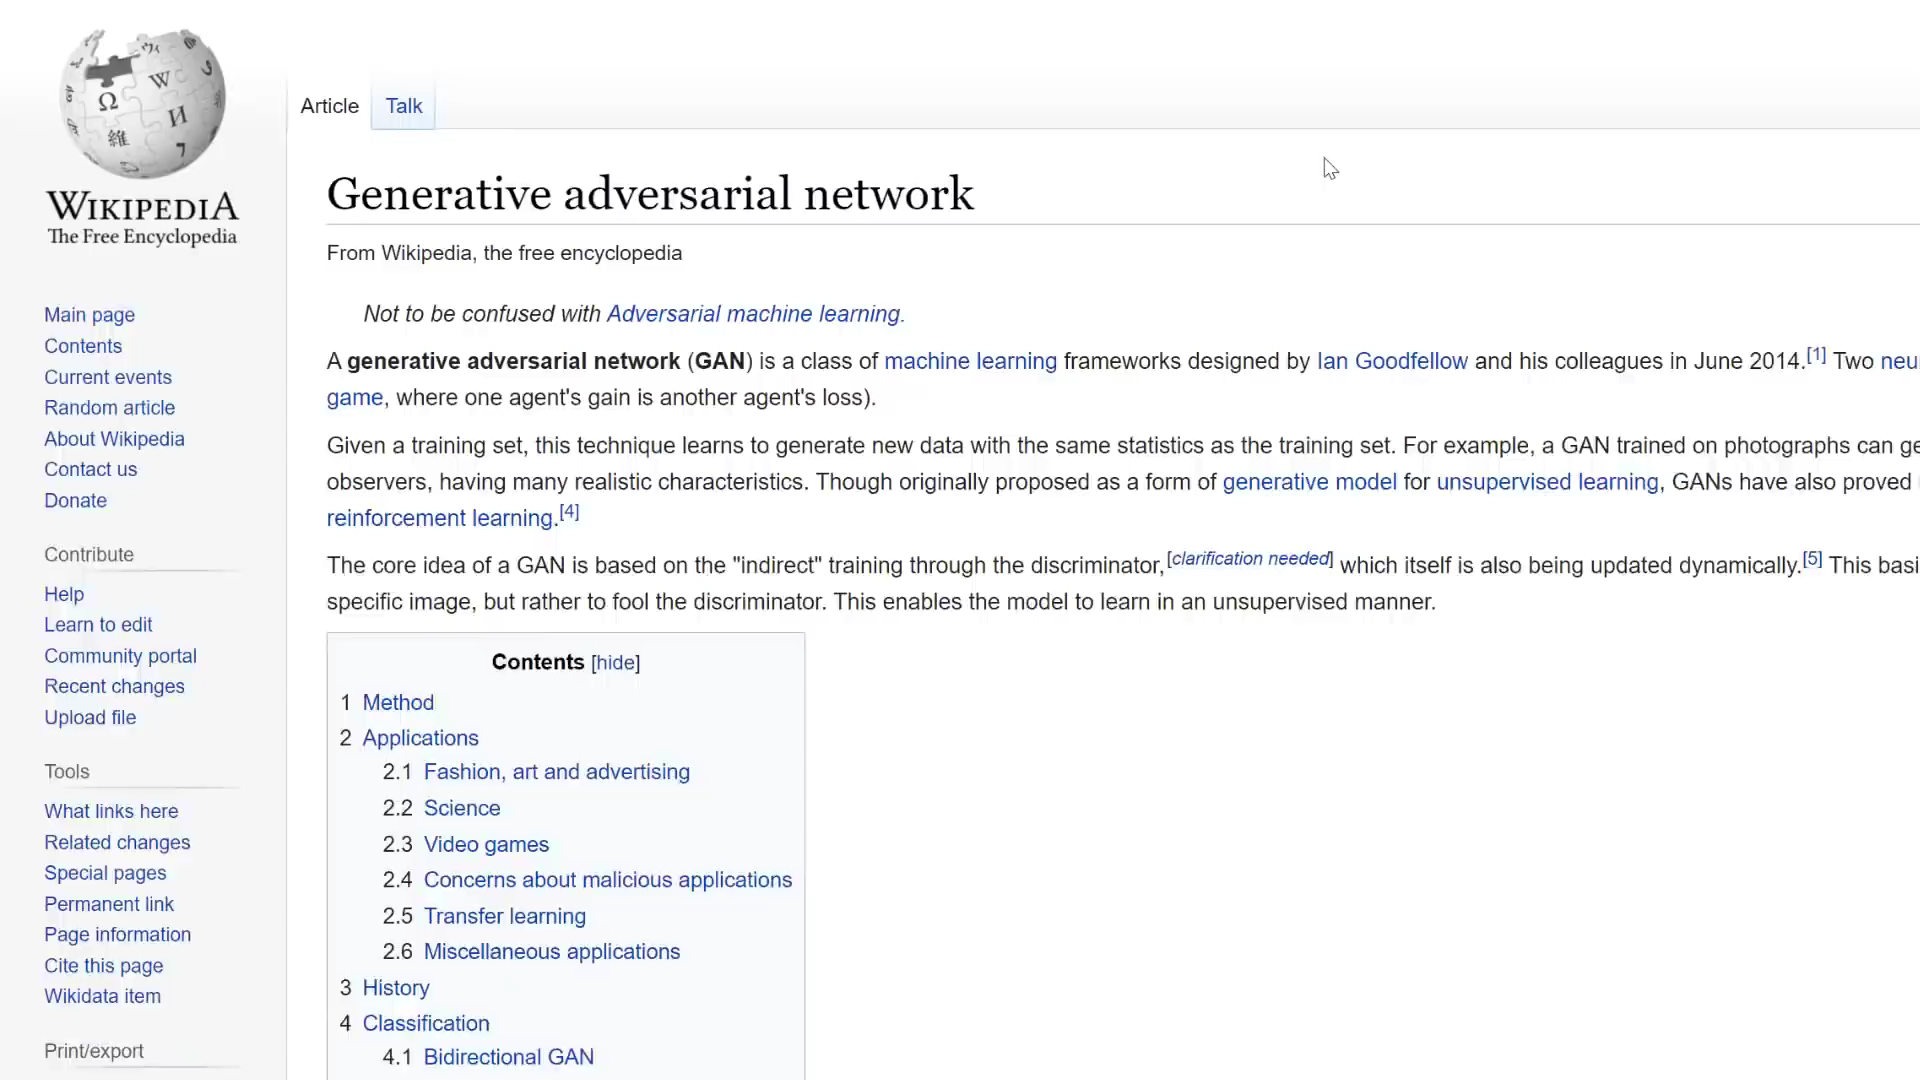 WIKIPEDIA
The Free Encyclopedia
Main page
Contents
Current events
Random article
About Wikipedia
Contact us
Donate
Contribute
Help
Learn to edit
Community portal
Recent changes
Upload file
Tools
What links here
Related changes
Special pages
Permanent link
Page information
Cite this page
Wikidata item
Print/export
Article Talk
Generative adversarial network
From Wikipedia, the free encyclopedia
Not to be confused with Adversarial machine learning.
A generative adversarial network (GAN) is a class of machine learning frameworks designed by Ian Goodfellow and his colleagues in June 2014.[1] Two neu
game, where one agent's gain is another agent's loss).
Given a training set, this technique learns to generate new data with the same statistics as the training set. For example, a GAN trained on photographs can ge
observers, having many realistic characteristics. Though originally proposed as a form of generative model for unsupervised learning, GANs have also proved
reinforcement learning.[4]
The core idea of a GAN is based on the "indirect" training through the discriminator,[clarification needed] which itself is also being updated dynamically.[5] This basi
specific image, but rather to fool the discriminator. This enables the model to learn in an unsupervised manner.
Contents [hide]
1 Method
2 Applications
2.1 Fashion, art and advertising
2.2 Science
2.3 Video games
2.4 Concerns about malicious applications
2.5 Transfer learning
2.6 Miscellaneous applications
3 History
4 Classification
4.1 Bidirectional GAN